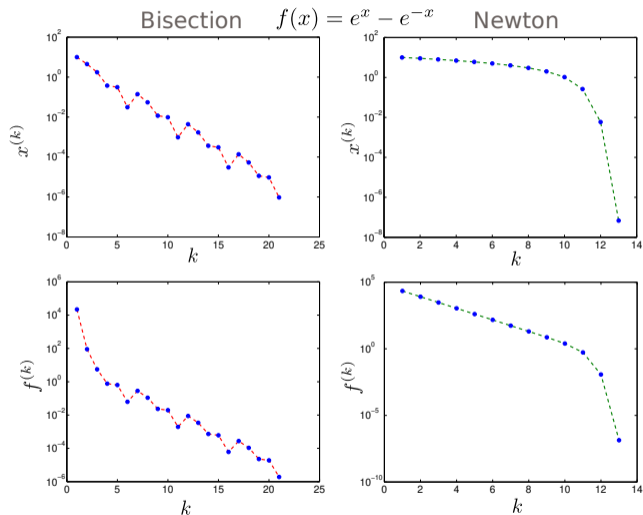 Bisection f(x) = e^x − e^{−x} Newton
10^2
10^0
10^{-2}
10^{-4}
10^{-6}
10^{-8}
x^{(k)}
0 5 10 15 20 25
k
10^2
10^0
10^{-2}
10^{-4}
10^{-6}
10^{-8}
x^{(k)}
0 2 4 6 8 10 12 14
k
10^6
10^4
10^2
10^0
10^{-2}
10^{-4}
10^{-6}
f^{(k)}
0 5 10 15 20 25
k
10^5
10^0
10^{-5}
10^{-10}
f^{(k)}
0 2 4 6 8 10 12 14
k